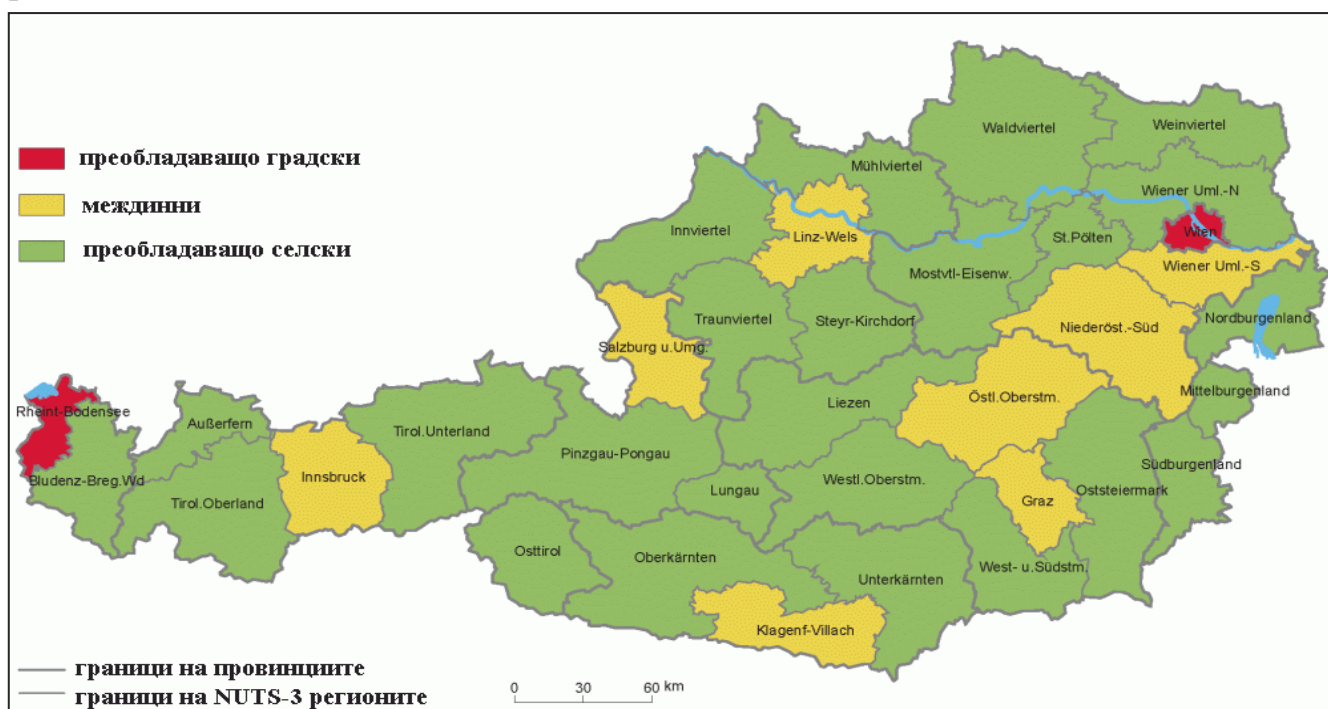 преобладаващо градски
междинни
преобладаващо селски
Waldviertel
Weinviertel
Mühlviertel
Wiener Uml.-N
Innviertel
Linz-Wels
St.Pölten
Wien
Mostvtl-Eisenw.
Wiener Uml.-S
Traunviertel
Steyr-Kirchdorf
Niederöst.-Süd
Nordburgenland
Salzburg u.Umg.
Mittelburgenland
Östl.Oberstm.
Liezen
Rheint-Bodensee
Außerfern
Tirol.Unterland
Pinzgau-Pongau
Südburgenland
Bludenz-Breg.Wd
Innsbruck
Lungau
Westl.Oberstm.
Graz
Oststeiermark
Tirol.Oberland
Osttirol
Oberkärnten
Unterkärnten
West- u.Südstm.
Klagenf-Villach
граници на провинциите
граници на NUTS-3 регионите
0 30 60 km